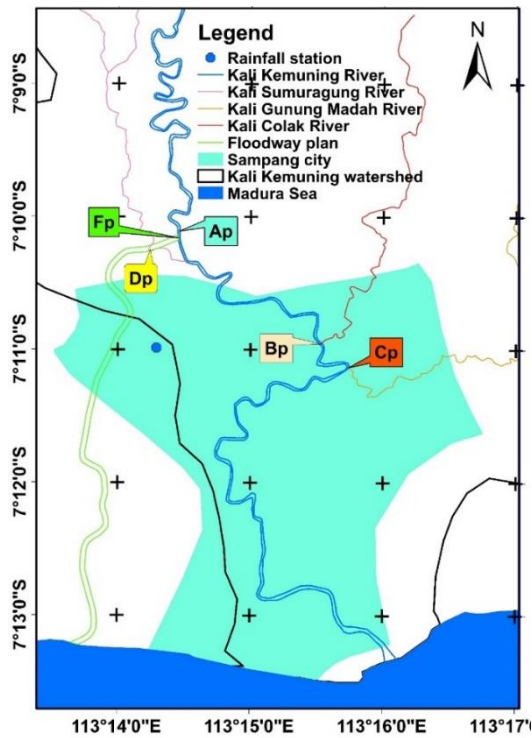 Legend
Rainfall station
Kali Kemuning River
Kali Sumuragung River
Kali Gunung Madah River
Kali Colak River
Floodway plan
Sampang city
Kali Kemuning watershed
Madura Sea
N
7°9'0"S
7°10'0"S
7°11'0"S
7°12'0"S
7°13'0"S
Fp
Ap
Dp
Bp
Cp
113°14'0"E
113°15'0"E
113°16'0"E
113°17'0"E